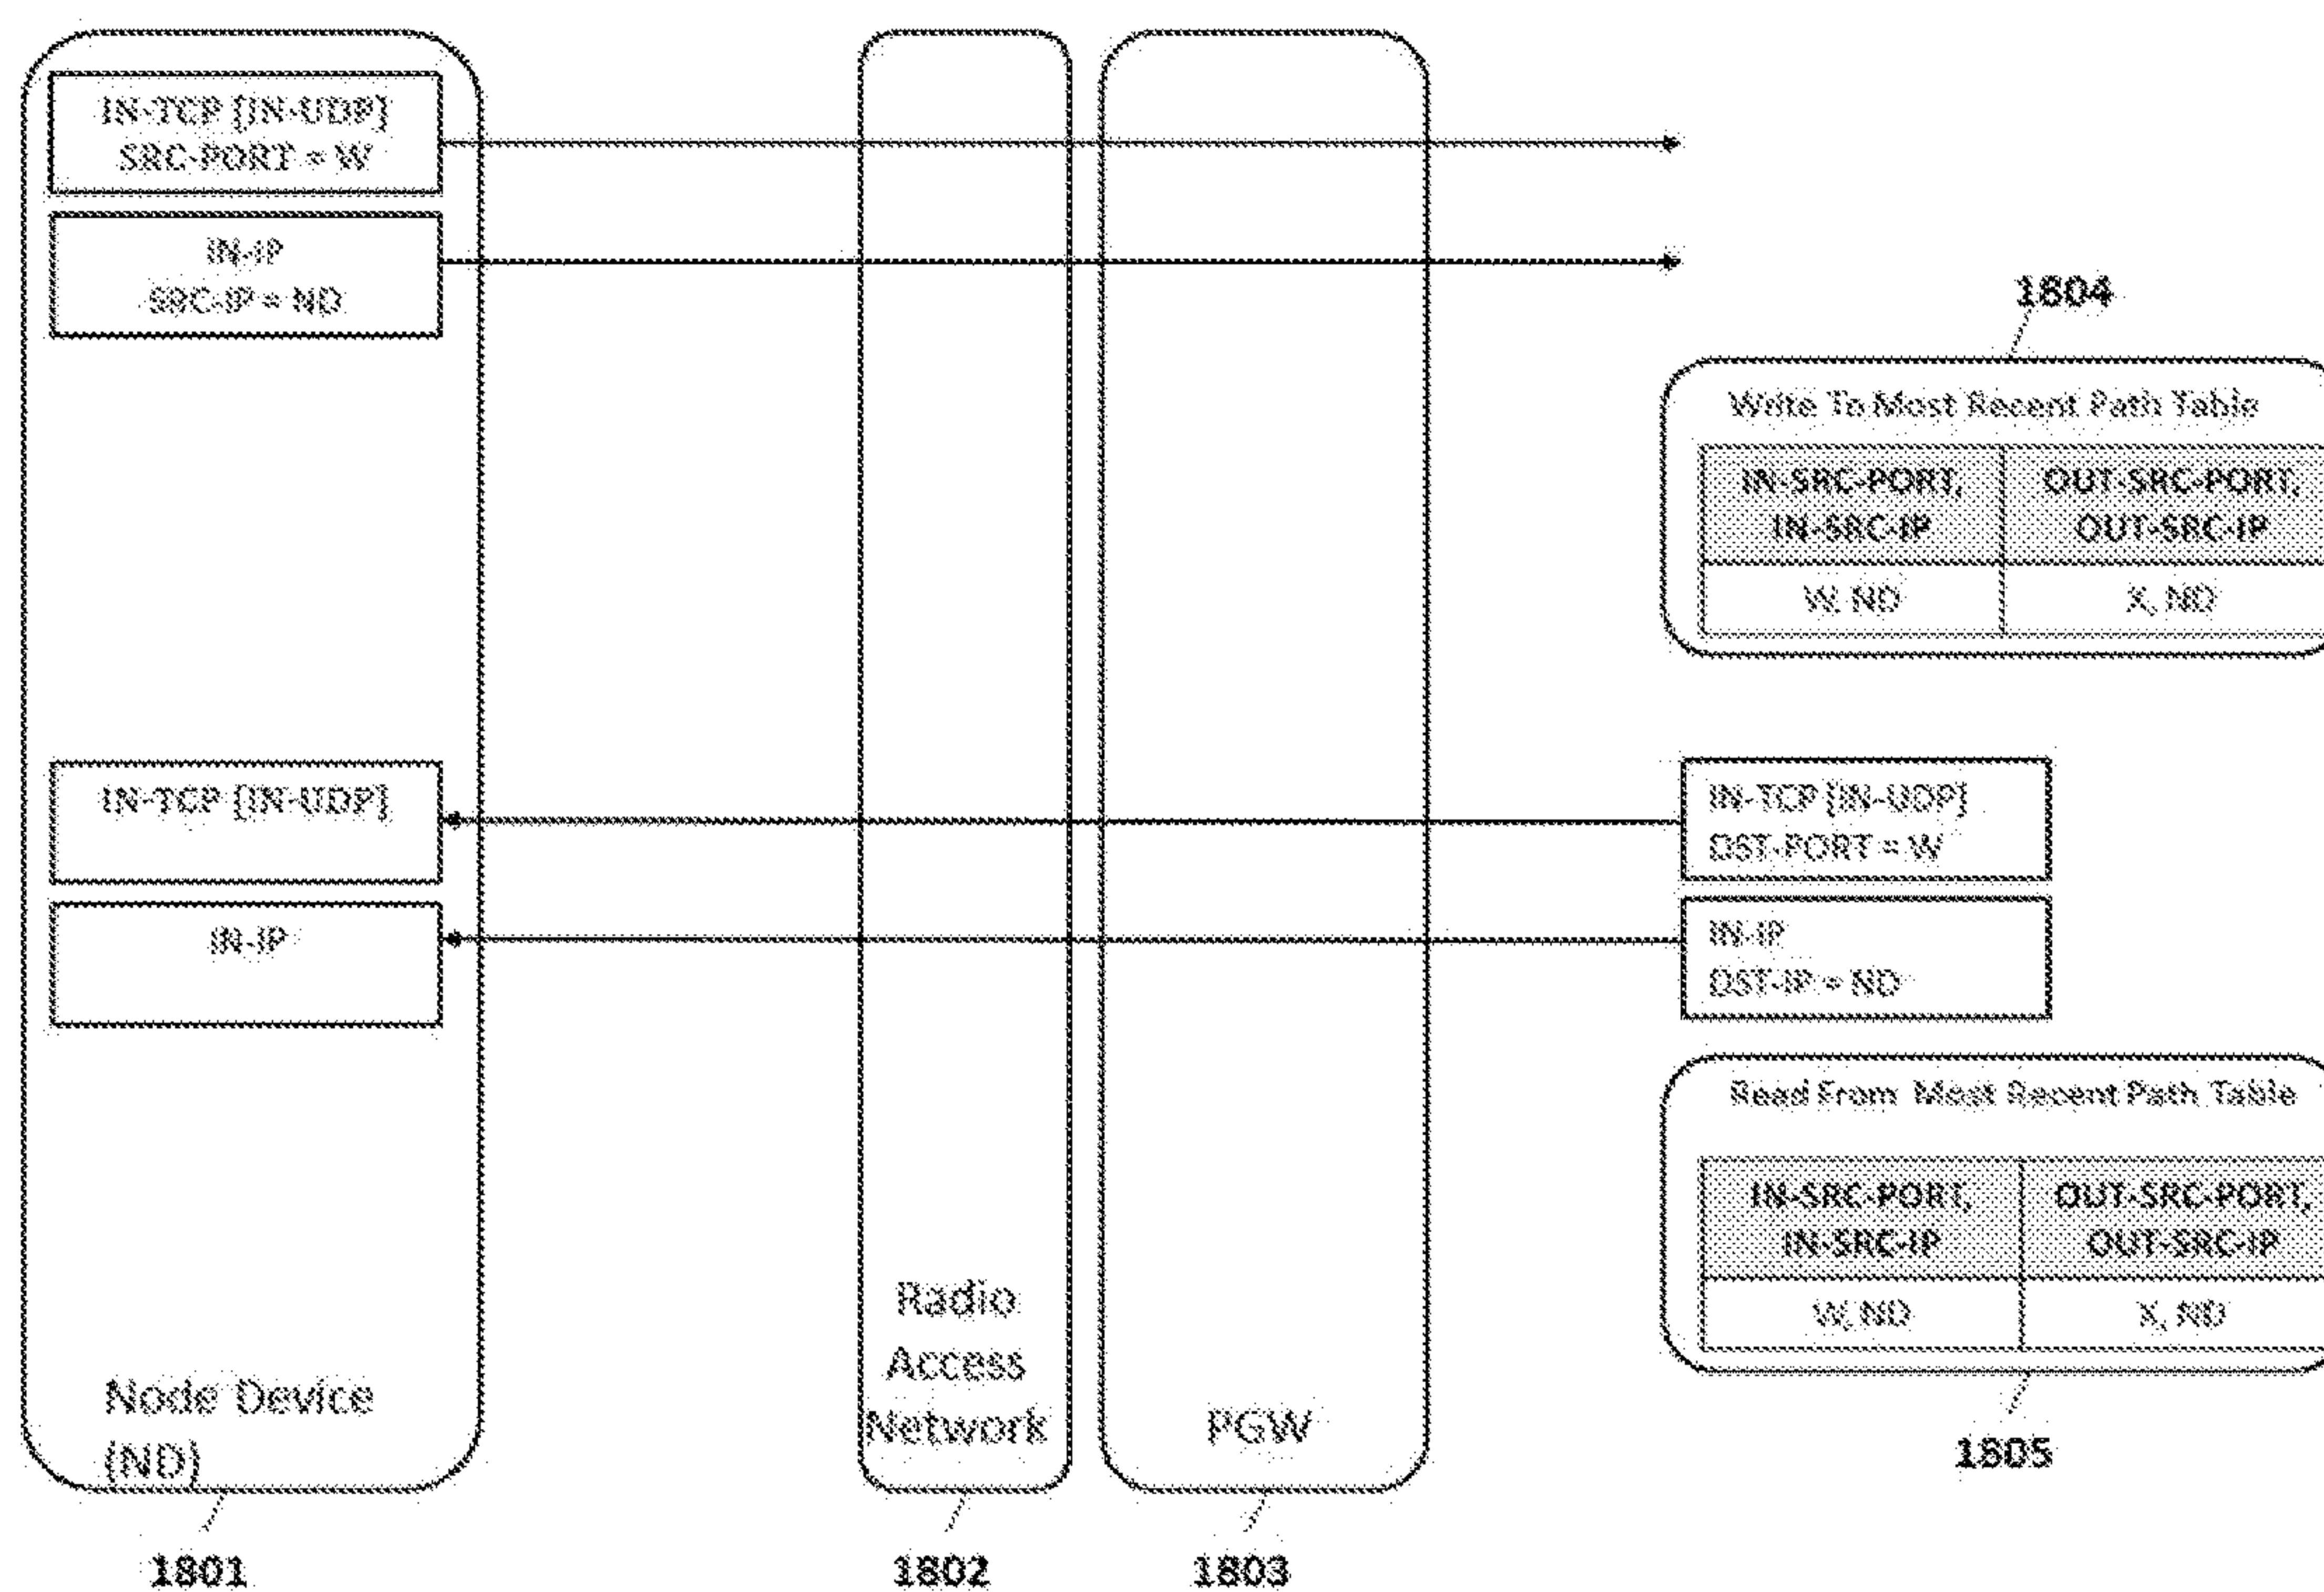 IN-TCP [IN-UDP]
SRC-PORT = W
IN-IP
SRC-IP = ND
1804
Write To Most Recent Path Table
IN-SRC-PORT, OUT-SRC-PORT,
IN-SRC-IP OUT-SRC-IP
W, ND X, ND
IN-TCP [IN-UDP]
IN-TCP [IN-UDP]
DST-PORT = W
IN-IP
IN-IP
DST-IP = ND
Read From Most Recent Path Table
IN-SRC-PORT, OUT-SRC-PORT,
IN-SRC-IP OUT-SRC-IP
W, ND X, ND
1805
Node Device
(ND)
Radio
Access
Network
PGW
1801
1802
1803